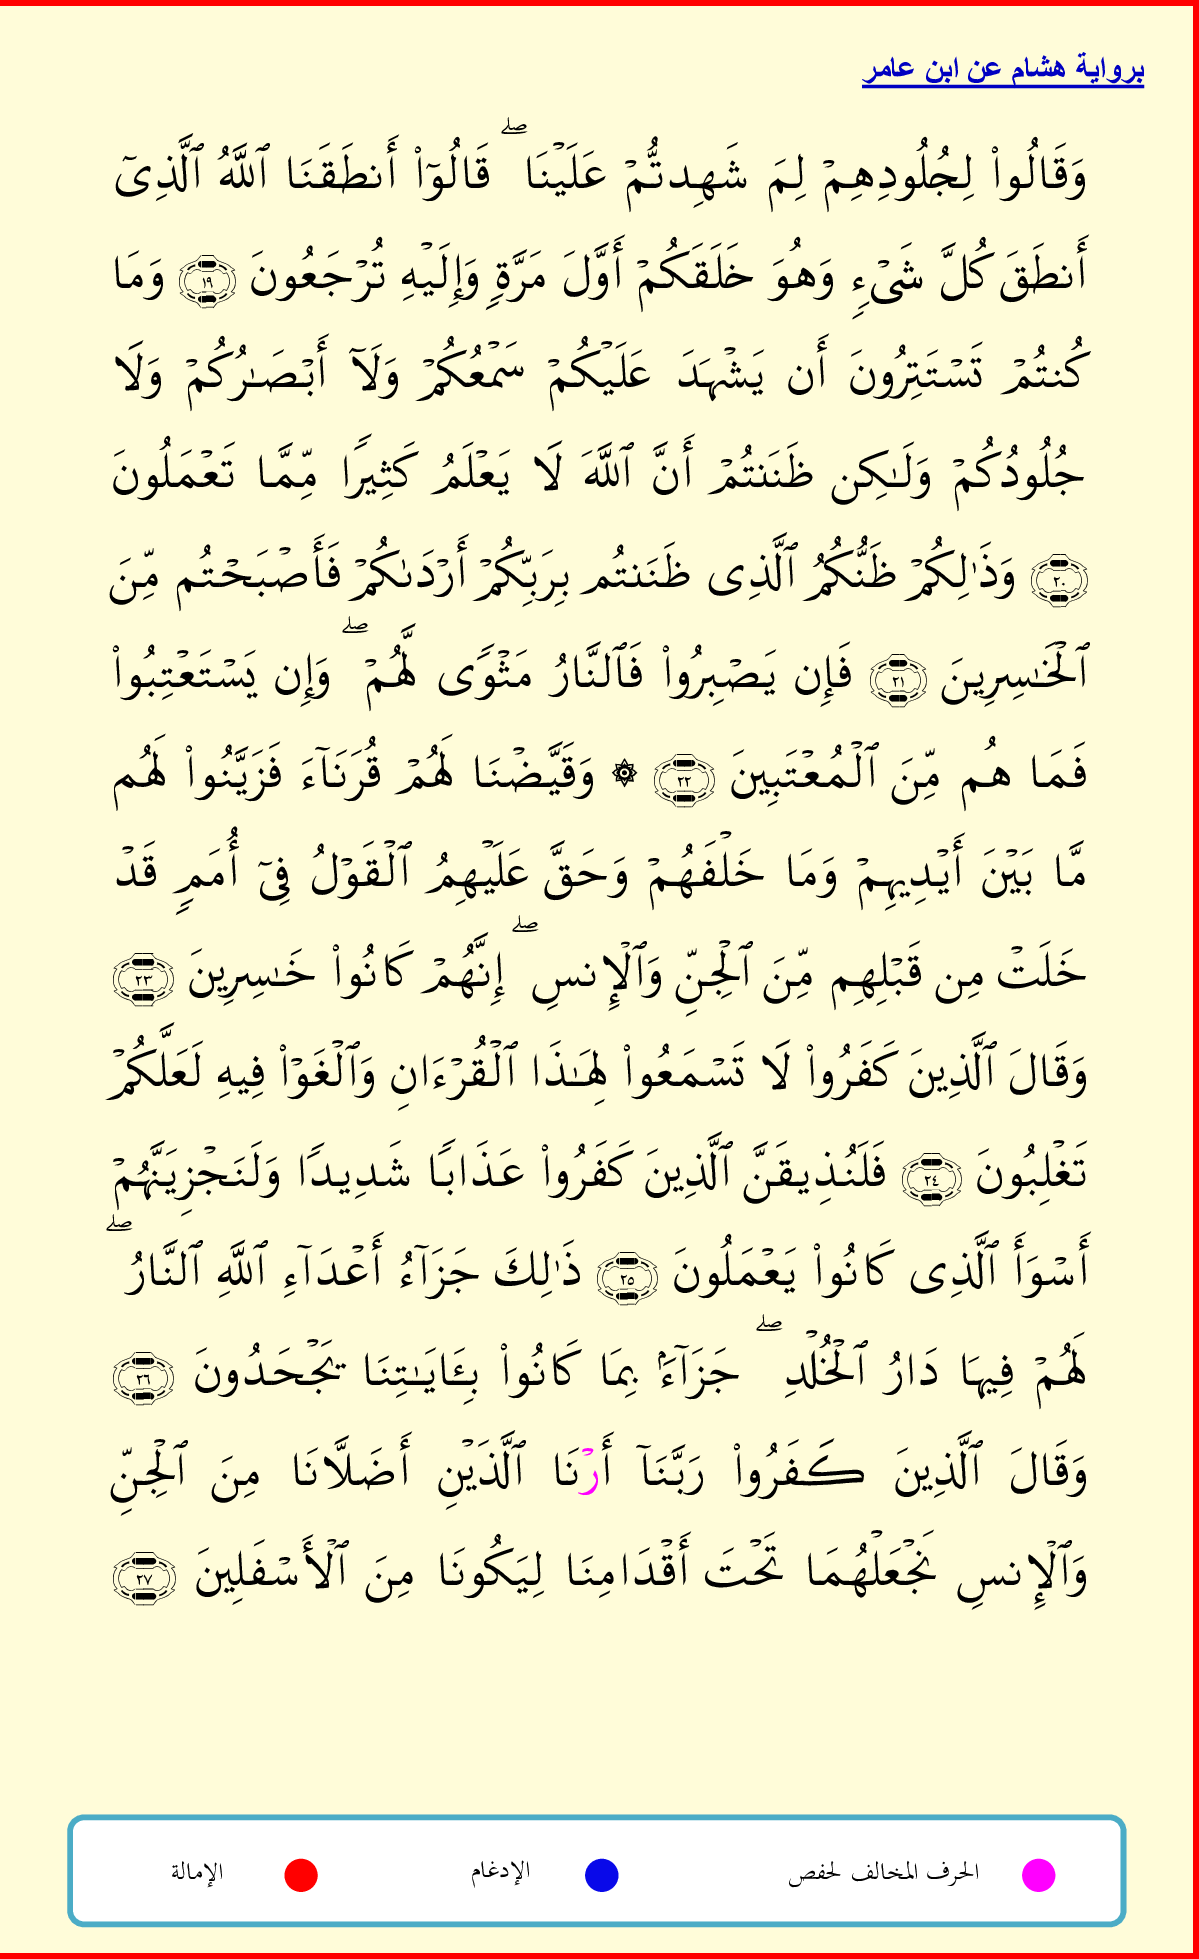 برواية هشام عن ابن عامر
وَقَالُوا۟ لِجُلُودِهِمْ لِمَ شَهِدتُّمْ عَلَيْنَا ۖ قَالُوٓا۟ أَنطَقَنَا ٱللَّهُ ٱلَّذِىٓ
أَنطَقَ كُلَّ شَىْءٍ وَهُوَ خَلَقَكُمْ أَوَّلَ مَرَّةٍ وَإِلَيْهِ تُرْجَعُونَ ١٩ وَمَا
كُنتُمْ تَسْتَتِرُونَ أَن يَشْهَدَ عَلَيْكُمْ سَمْعُكُمْ وَلَآ أَبْصَـٰرُكُمْ وَلَا
جُلُودُكُمْ وَلَـٰكِن ظَنَنتُمْ أَنَّ ٱللَّهَ لَا يَعْلَمُ كَثِيرًا مِّمَّا تَعْمَلُونَ
٢٠ وَذَٰلِكُمْ ظَنُّكُمُ ٱلَّذِى ظَنَنتُم بِرَبِّكُمْ أَرْدَىٰكُمْ فَأَصْبَحْتُم مِّنَ
ٱلْخَـٰسِرِينَ ٢١ فَإِن يَصْبِرُوا۟ فَٱلنَّارُ مَثْوًى لَّهُمْ ۖ وَإِن يَسْتَعْتِبُوا۟
فَمَا هُم مِّنَ ٱلْمُعْتَبِينَ ٢٢ ۞ وَقَيَّضْنَا لَهُمْ قُرَنَآءَ فَزَيَّنُوا۟ لَهُم
مَّا بَيْنَ أَيْدِيهِمْ وَمَا خَلْفَهُمْ وَحَقَّ عَلَيْهِمُ ٱلْقَوْلُ فِىٓ أُمَمٍ قَدْ
خَلَتْ مِن قَبْلِهِم مِّنَ ٱلْجِنِّ وَٱلْإِنسِ ۖ إِنَّهُمْ كَانُوا۟ خَـٰسِرِينَ ٢٣
وَقَالَ ٱلَّذِينَ كَفَرُوا۟ لَا تَسْمَعُوا۟ لِهَـٰذَا ٱلْقُرْءَانِ وَٱلْغَوْا۟ فِيهِ لَعَلَّكُمْ
تَغْلِبُونَ ٢٤ فَلَنُذِيقَنَّ ٱلَّذِينَ كَفَرُوا۟ عَذَابًا شَدِيدًا وَلَنَجْزِيَنَّهُمْ
أَسْوَأَ ٱلَّذِى كَانُوا۟ يَعْمَلُونَ ٢٥ ذَٰلِكَ جَزَآءُ أَعْدَآءِ ٱللَّهِ ٱلنَّارُ ۖ
لَهُمْ فِيهَا دَارُ ٱلْخُلْدِ ۖ جَزَآءًۢ بِمَا كَانُوا۟ بِـَٔايَـٰتِنَا يَجْحَدُونَ ٢٦
وَقَالَ ٱلَّذِينَ كَفَرُوا۟ رَبَّنَآ أَرْنَا ٱلَّذَيْنِ أَضَلَّانَا مِنَ ٱلْجِنِّ
وَٱلْإِنسِ نَجْعَلْهُمَا تَحْتَ أَقْدَامِنَا لِيَكُونَا مِنَ ٱلْأَسْفَلِينَ ٢٧
الحرف المخالف لحفص الإدغام الإمالة